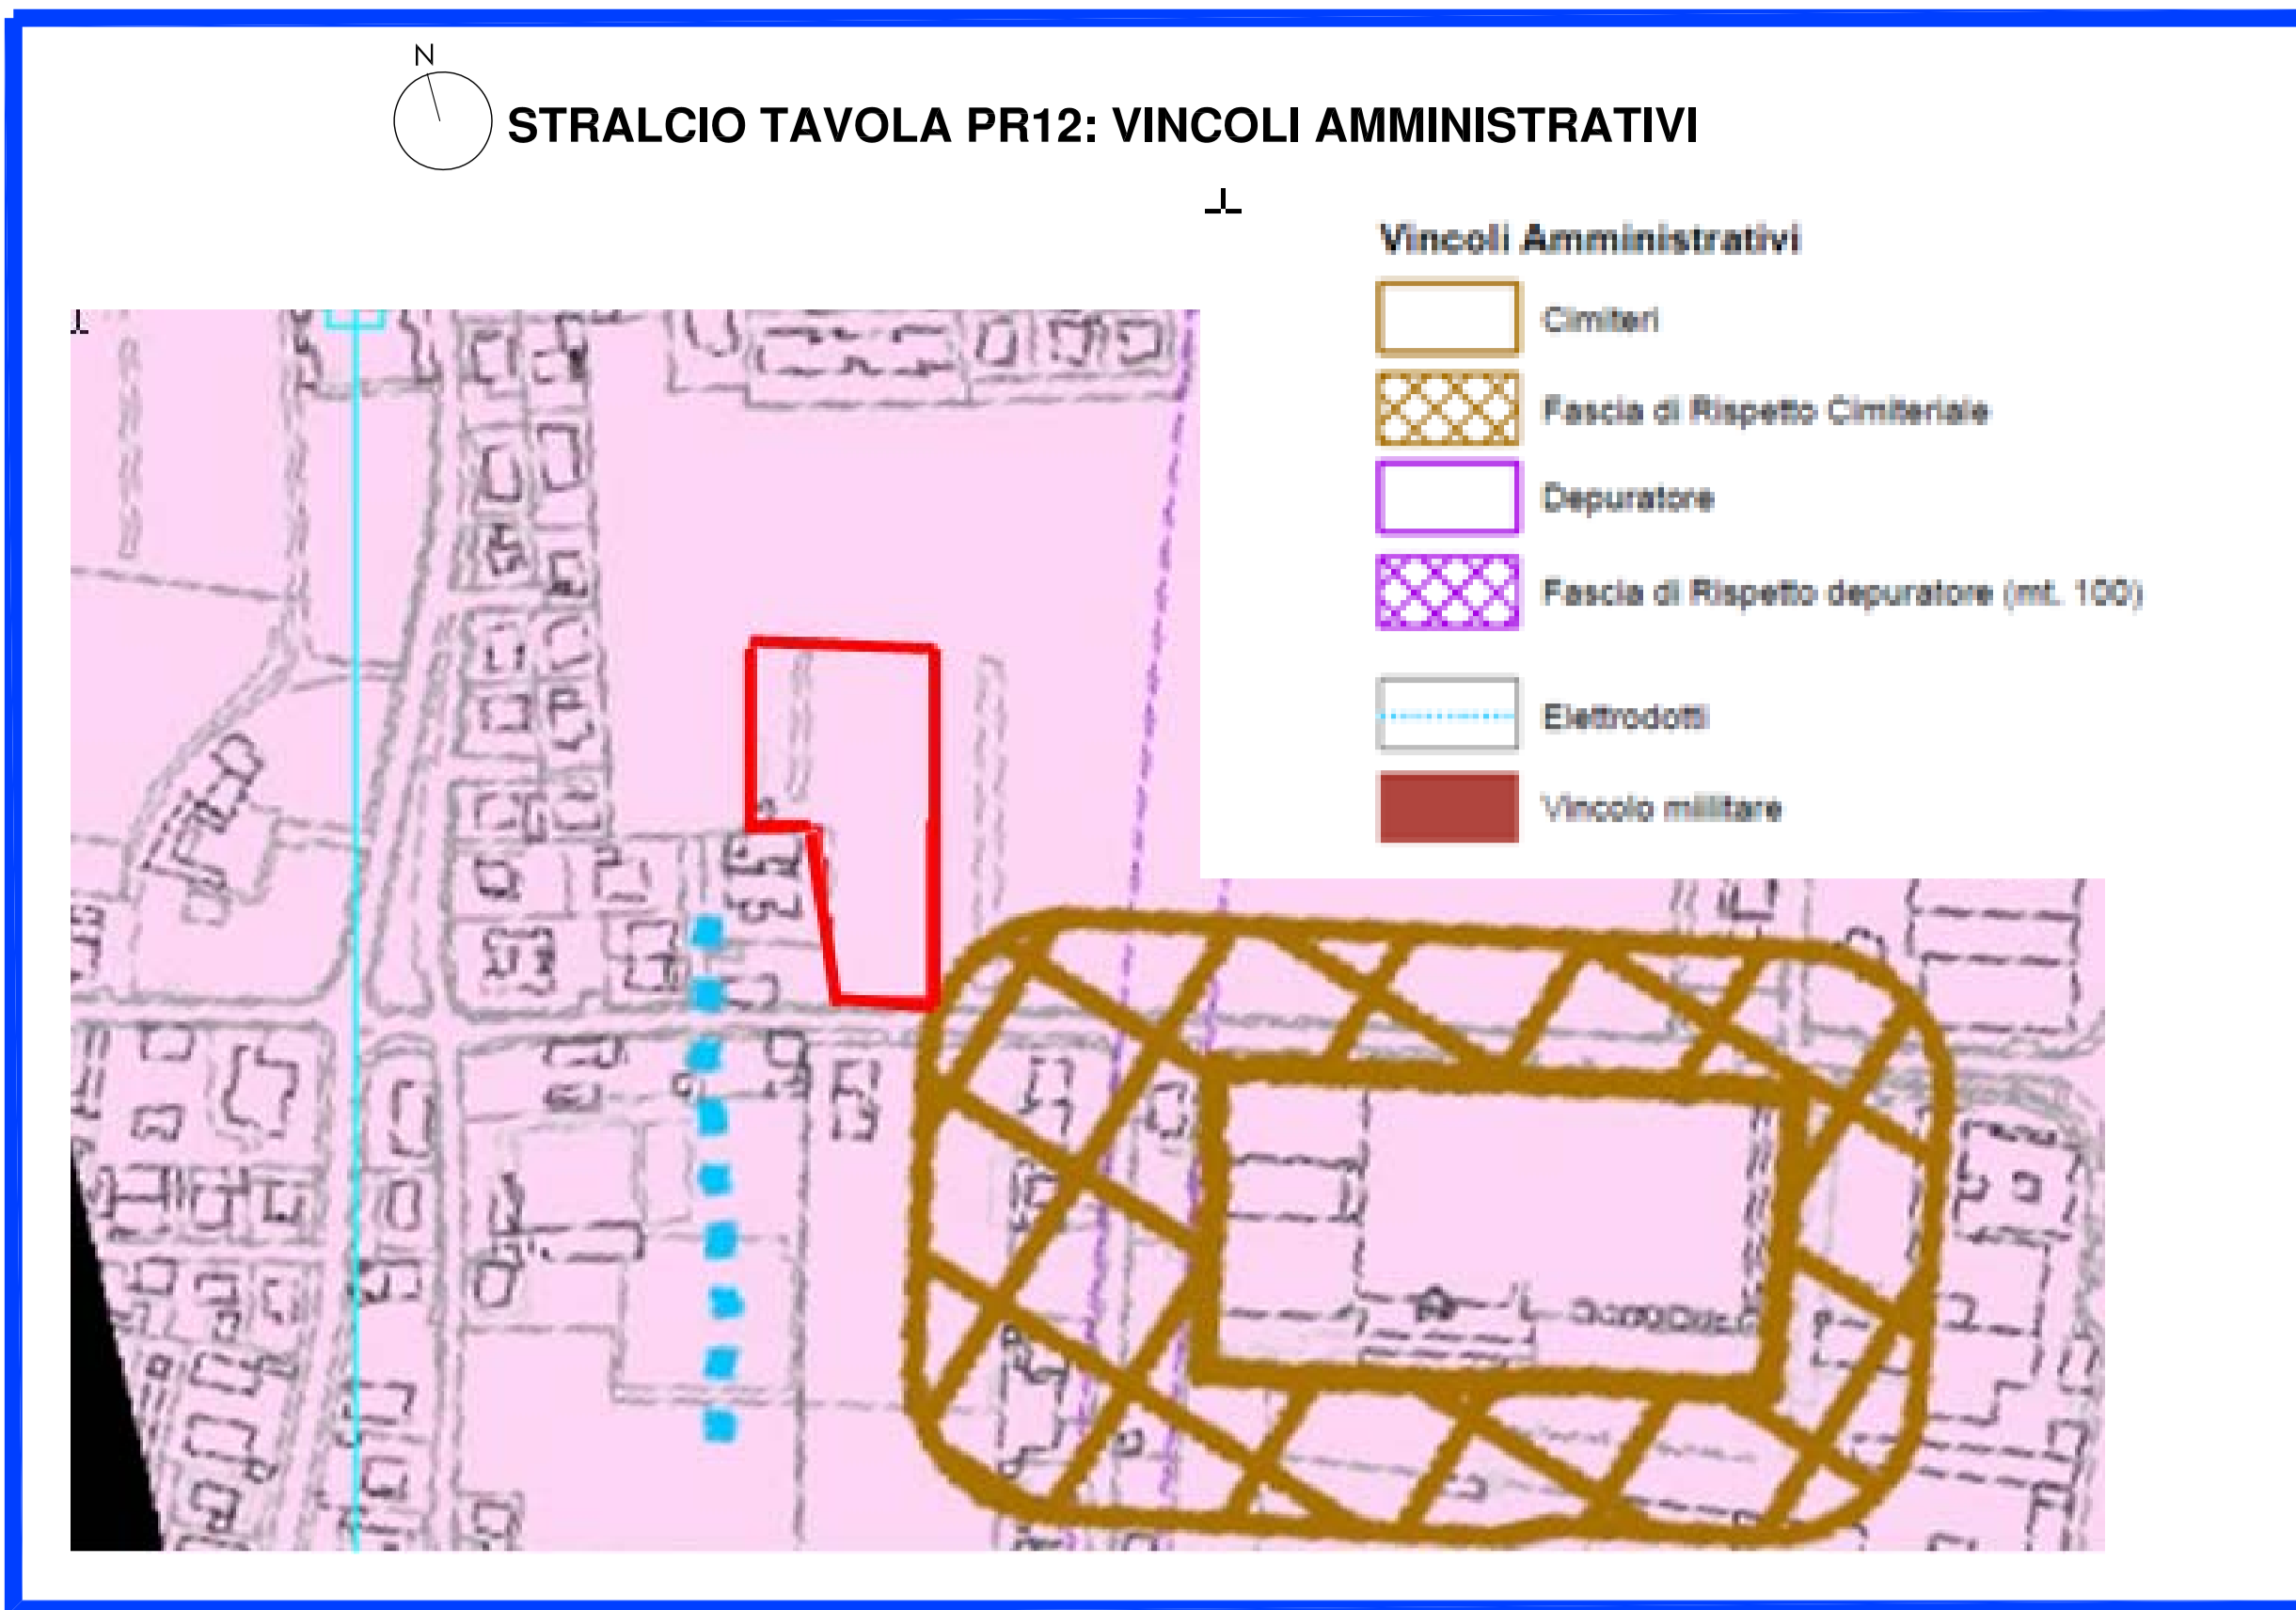 N
STRALCIO TAVOLA PR12: VINCOLI AMMINISTRATIVI
Vincoli Amministrativi
Cimiteri
Fascia di Rispetto Cimiteriale
Depuratore
Fascia di Rispetto depuratore (mt. 100)
Elettrodotti
Vincolo militare